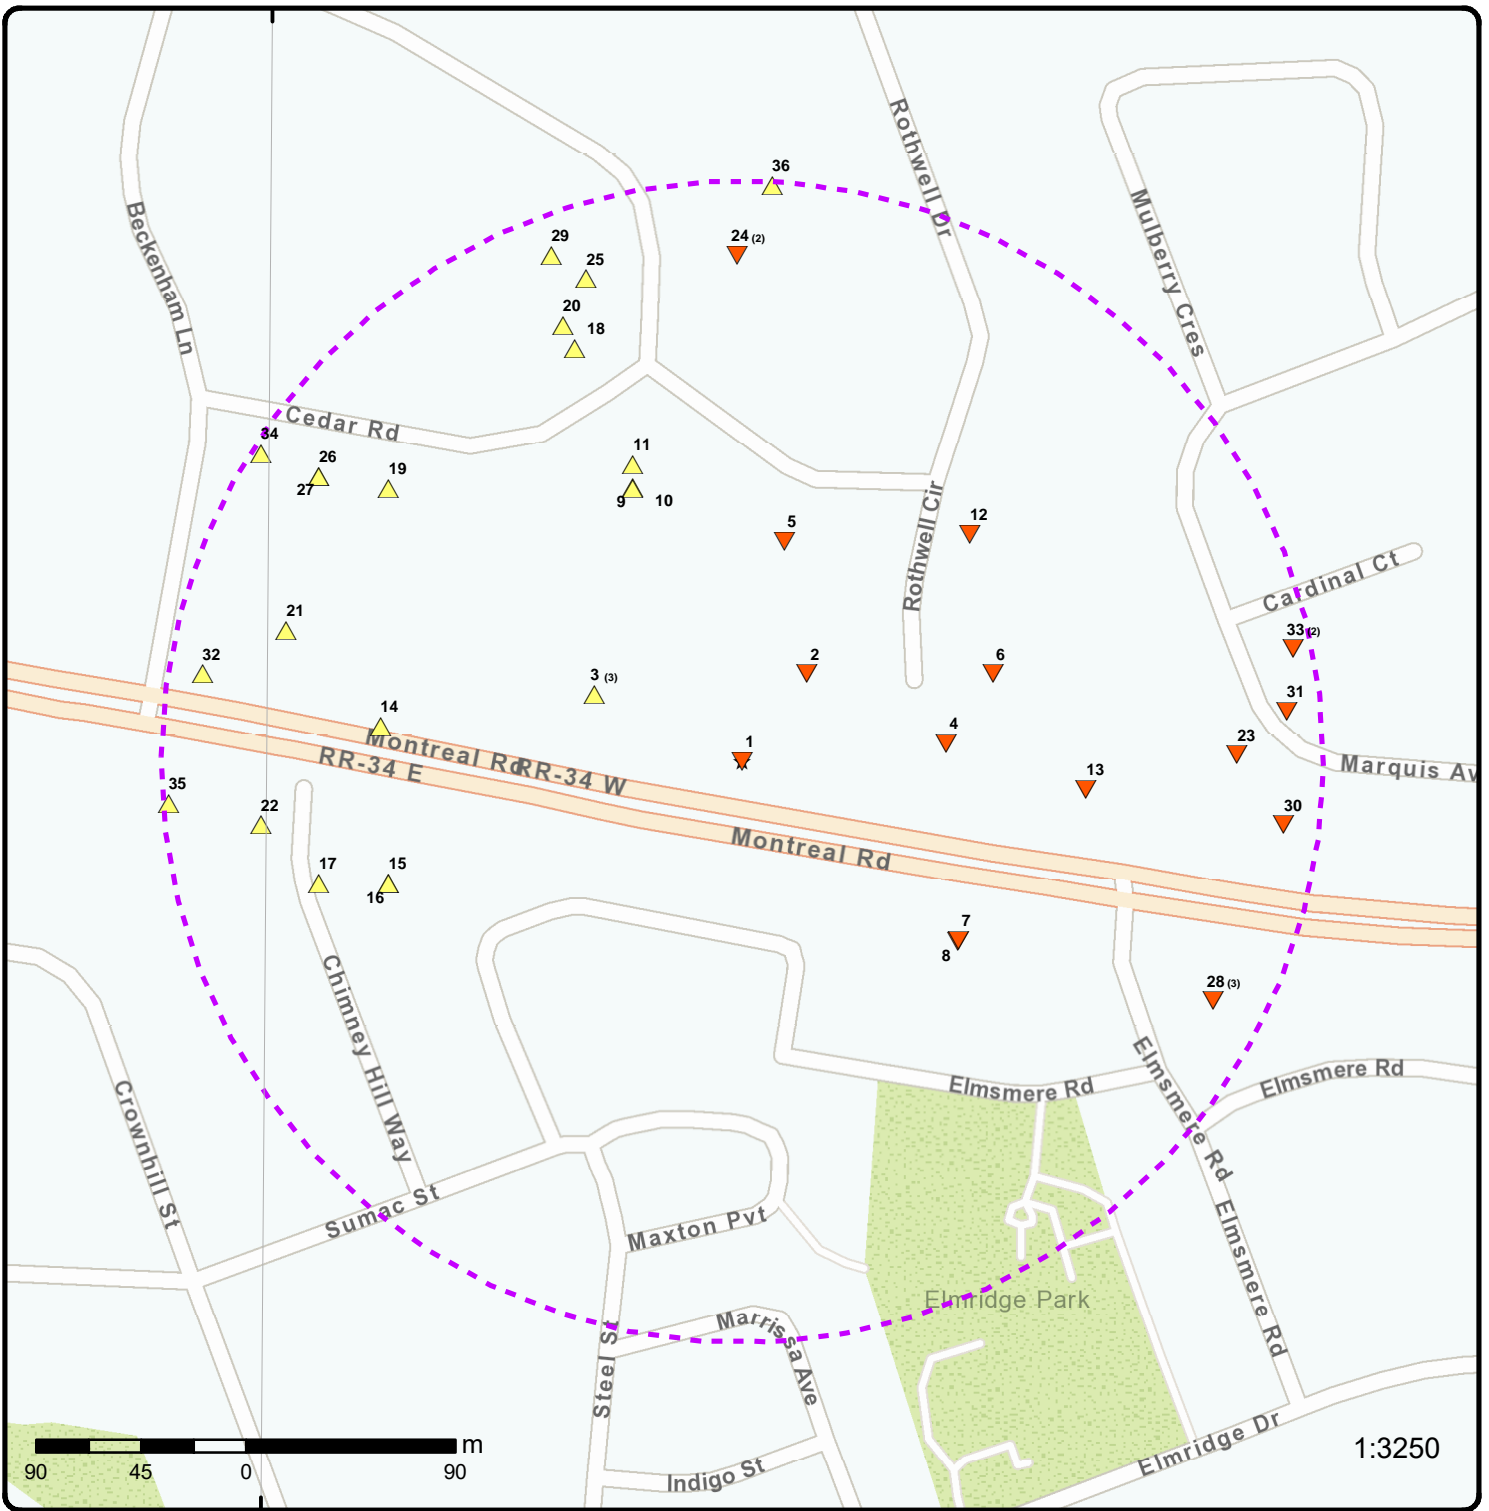 36
Rothwell Dr
24 (2)
Mulberry Cres
Beckenham Ln
29
25
20
18
Cedar Rd
34
26
27
19
11
9
10
5
12
Rothwell Cir
Cardinal Ct
21
33 (2)
32
3 (3)
2
6
31
14
Montreal Rd
RR-34 W
RR-34 E
1
4
23
Marquis Av
13
35
22
30
Montreal Rd
17
15
16
7
8
28 (3)
Chimney Hill Way
Elmsmere Rd
Elmsmere Rd
Elmsmere Rd
Crownhill St
Sumac St
Maxton Pvt
Elmsmere Rd
Elmridge Park
Marrissa Ave
Steel St
Elmridge Dr
Indigo St
m
90
45
0
90
1:3250